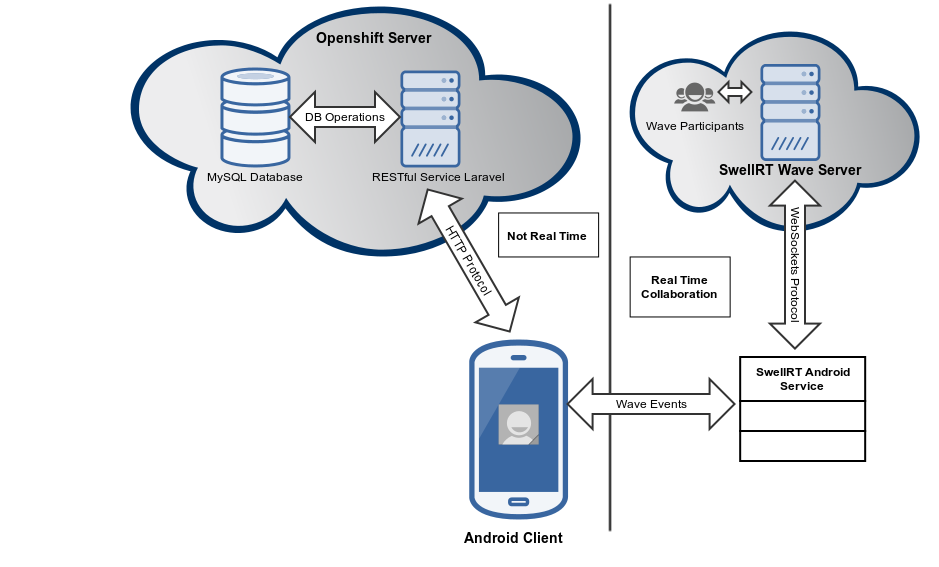 Openshift Server
DB Operations
MySQL Database
RESTful Service Laravel
HTTP Protocol
Not Real Time
Wave Participants
SwellRT Wave Server
WebSockets Protocol
Real Time
Collaboration
SwellRT Android
Service
Wave Events
Android Client